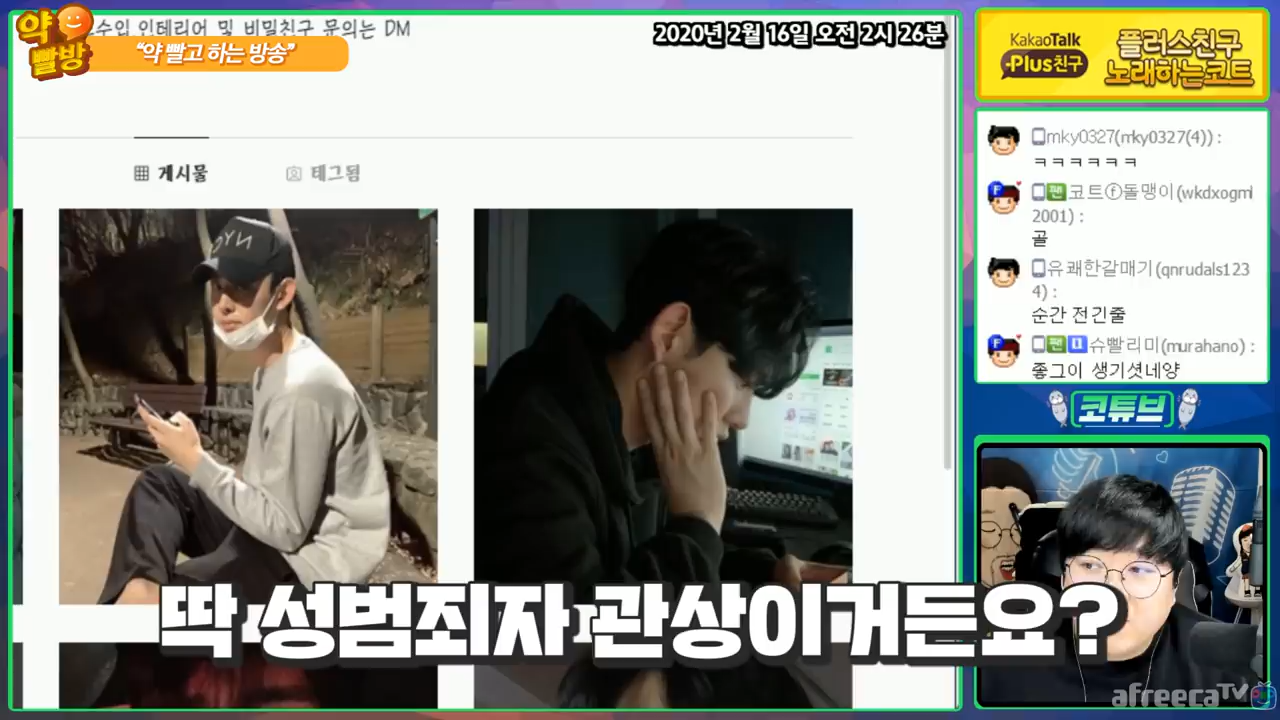 약
빨방
수입 인테리어 및 비밀친구 문의는 DM
“약 빨고 하는 방송”
2020년 2월 16일 오전 2시 26분
게시물
태그됨
딱 성범죄자 관상이거든요?
KakaoTalk
Plus친구
플러스친구
노래하는코트
mky0327(mky0327(4)) :
ㅋㅋㅋㅋㅋㅋ
팬 코트ⓕ돌맹이(wkdxogml
2001) :
골
유쾌한갈매기(qnrudals123
4) :
순간 전긴줄
팬 슈빨리미(murahano) :
좋그이 생기셧네양
코튜브
afreecaTV